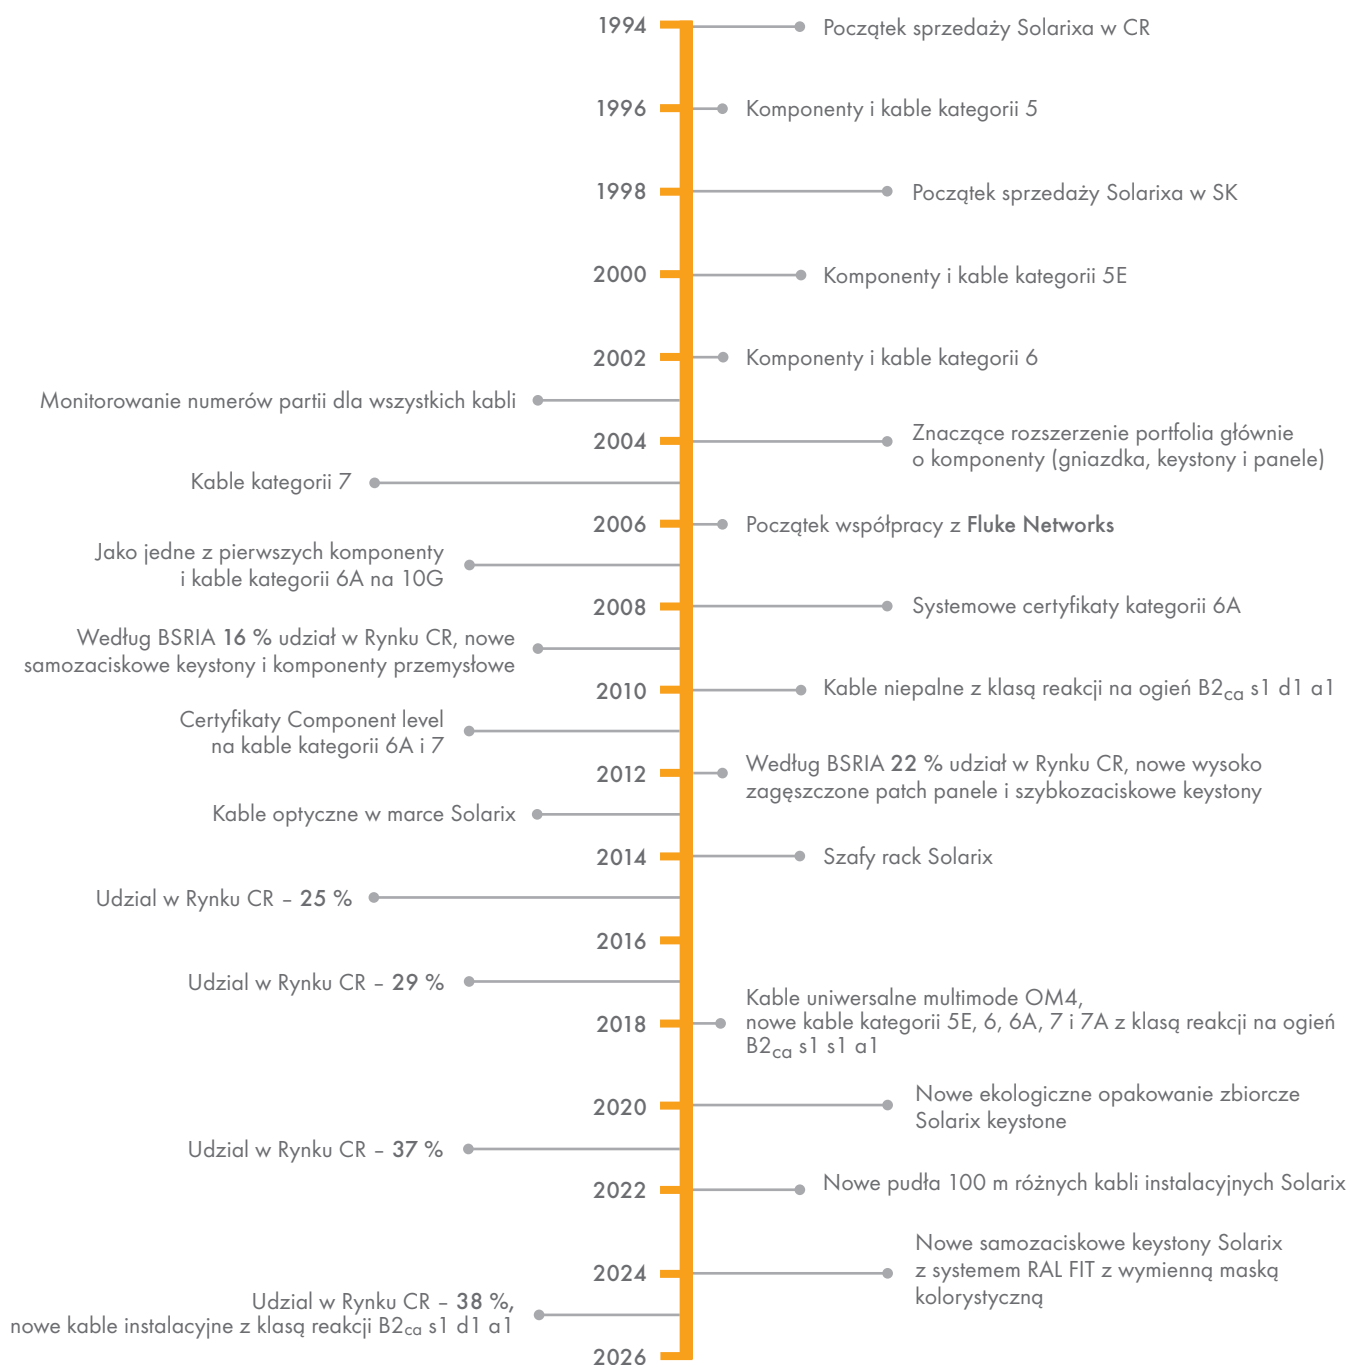 1994
Początek sprzedaży Solarixa w CR
1996
Komponenty i kable kategorii 5
1998
Początek sprzedaży Solarixa w SK
2000
Komponenty i kable kategorii 5E
2002
Komponenty i kable kategorii 6
Monitorowanie numerów partii dla wszystkich kabli
2004
Znaczące rozszerzenie portfolia głównie
o komponenty (gniazdka, keystony i panele)
Kable kategorii 7
2006
Początek współpracy z Fluke Networks
Jako jedne z pierwszych komponenty
i kable kategorii 6A na 10G
2008
Systemowe certyfikaty kategorii 6A
Według BSRIA 16 % udział w Rynku CR, nowe
samozaciskowe keystony i komponenty przemysłowe
2010
Kable niepalne z klasą reakcji na ogień B2ca s1 d1 a1
Certyfikaty Component level
na kable kategorii 6A i 7
2012
Według BSRIA 22 % udział w Rynku CR, nowe wysoko
zagęszczone patch panele i szybkozaciskowe keystony
Kable optyczne w marce Solarix
2014
Szafy rack Solarix
Udzial w Rynku CR – 25 %
2016
Udzial w Rynku CR – 29 %
2018
Kable uniwersalne multimode OM4,
nowe kable kategorii 5E, 6, 6A, 7 i 7A z klasą reakcji na ogień
B2ca s1 s1 a1
2020
Nowe ekologiczne opakowanie zbiorcze
Solarix keystone
Udzial w Rynku CR – 37 %
2022
Nowe pudła 100 m różnych kabli instalacyjnych Solarix
2024
Nowe samozaciskowe keystony Solarix
z systemem RAL FIT z wymienną maską
kolorystyczną
Udzial w Rynku CR – 38 %,
nowe kable instalacyjne z klasą reakcji B2ca s1 d1 a1
2026